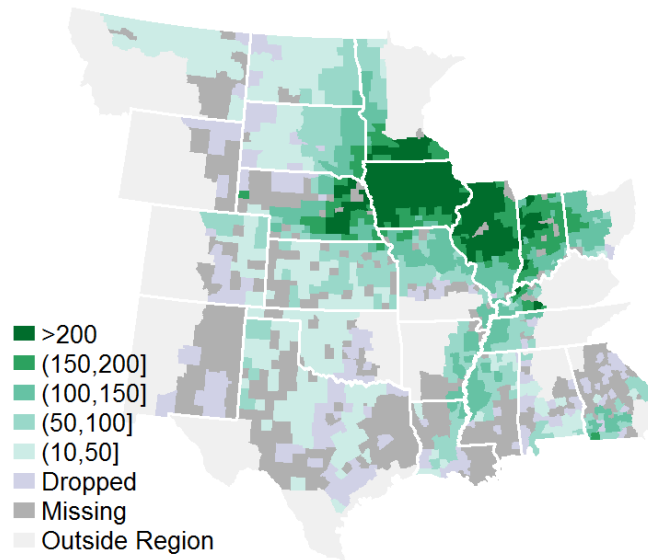 >200
(150,200]
(100,150]
(50,100]
(10,50]
Dropped
Missing
Outside Region